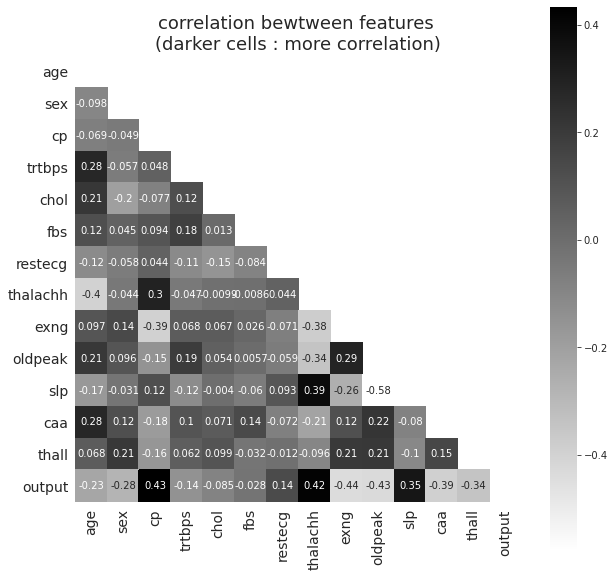 correlation bewtween features
(darker cells : more correlation)
age
sex -0.098
cp -0.069 -0.049
trtbps 0.28 -0.057 0.048
chol 0.21 -0.2 -0.077 0.12
fbs 0.12 0.045 0.094 0.18 0.013
restecg -0.12 -0.058 0.044 -0.11 -0.15 -0.084
thalachh -0.4 -0.044 0.3 -0.047 -0.0099 -0.0086 0.044
exng 0.097 0.14 -0.39 0.068 0.067 0.026 -0.071 -0.38
oldpeak 0.21 0.096 -0.15 0.19 0.054 0.0057 -0.059 -0.34 0.29
slp -0.17 -0.031 0.12 -0.12 -0.004 -0.06 0.093 0.39 -0.26 -0.58
caa 0.28 0.12 -0.18 0.1 0.071 0.14 -0.072 -0.21 0.12 0.22 -0.08
thall 0.068 0.21 -0.16 0.062 0.099 -0.032 -0.012 -0.096 0.21 0.21 -0.1 0.15
output -0.23 -0.28 0.43 -0.14 -0.085 -0.028 0.14 0.42 -0.44 -0.43 0.35 -0.39 -0.34
age sex cp trtbps chol fbs restecg thalachh exng oldpeak slp caa thall output
0.4
0.2
0.0
−0.2
−0.4